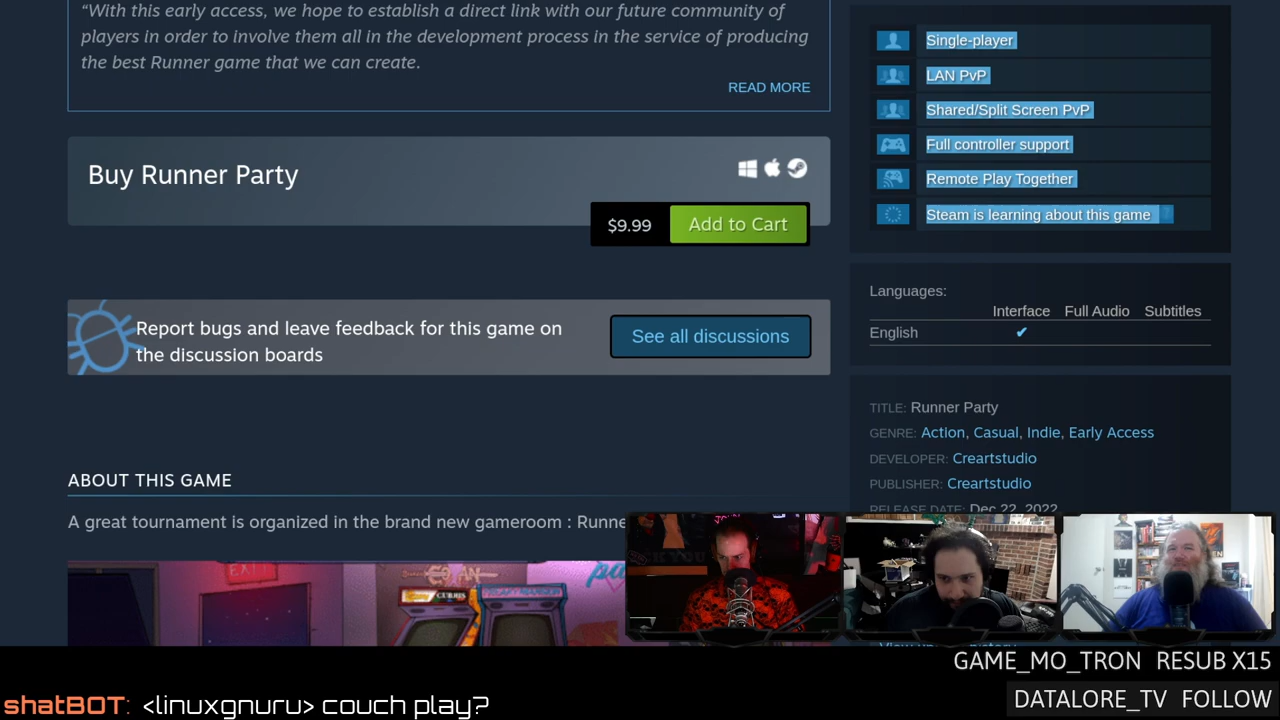 “With this early access, we hope to establish a direct link with our future community of
players in order to involve them all in the development process in the service of producing
the best Runner game that we can create.
READ MORE
Buy Runner Party
$9.99 Add to Cart
Report bugs and leave feedback for this game on
the discussion boards
See all discussions
ABOUT THIS GAME
A great tournament is organized in the brand new gameroom : Runne
EXIT
Single-player
LAN PvP
Shared/Split Screen PvP
Full controller support
Remote Play Together
Steam is learning about this game
Languages:
Interface Full Audio Subtitles
English ✔
TITLE: Runner Party
GENRE: Action, Casual, Indie, Early Access
DEVELOPER: Creartstudio
PUBLISHER: Creartstudio
RELEASE DATE: Dec 22, 2022
GAME_MO_TRON RESUB X15
DATALORE_TV FOLLOW
shatBOT: <linuxgnuru> couch play?